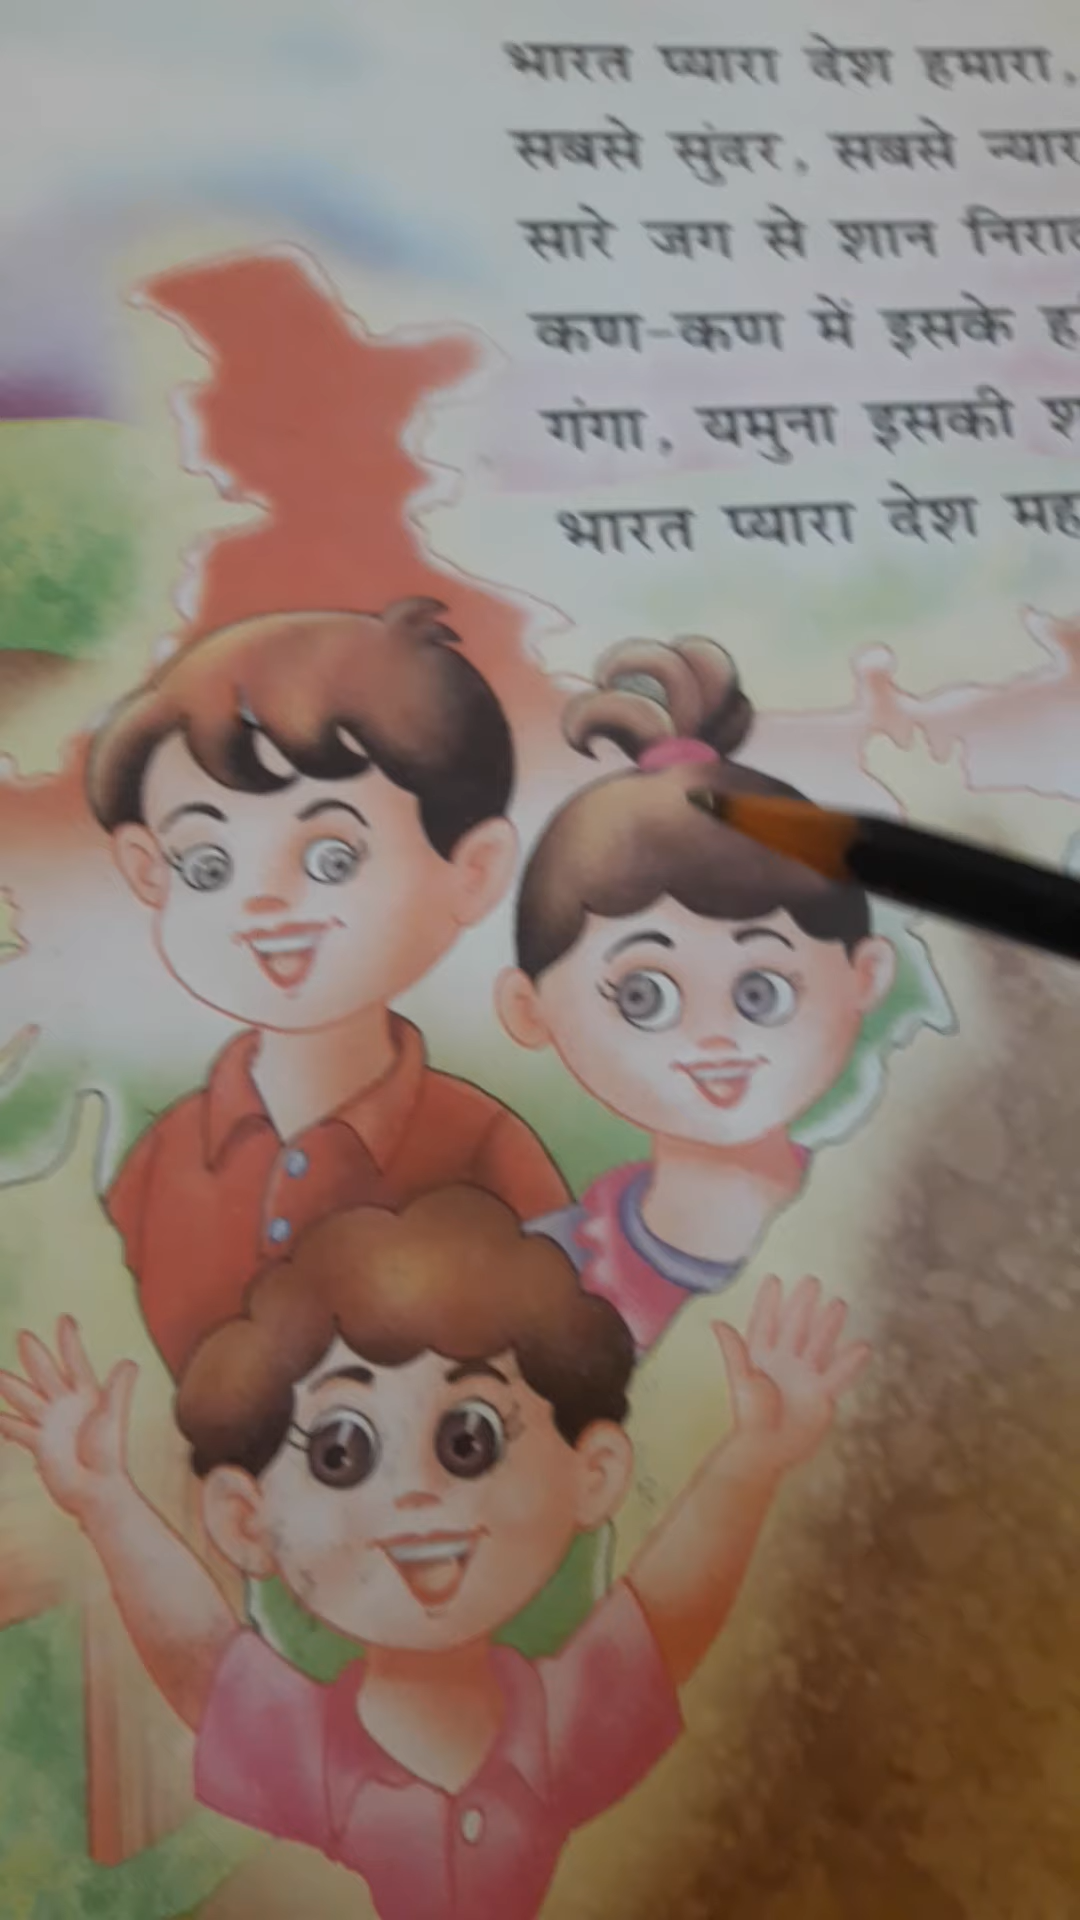 भारत प्यारा देश हमारा,
सबसे सुंदर, सबसे
सारे जग से शान
कण-कण में इसके
गंगा, यमुना इसकी
भारत प्यारा देश